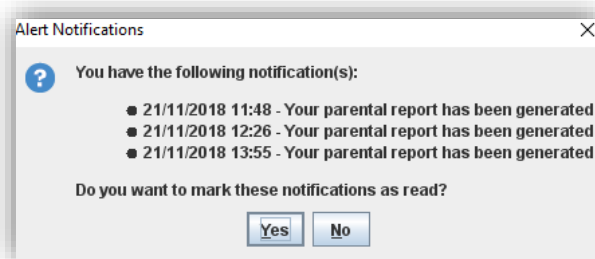 Alert Notifications
You have the following notification(s):
21/11/2018 11:48 - Your parental report has been generated
21/11/2018 12:26 - Your parental report has been generated
21/11/2018 13:55 - Your parental report has been generated
Do you want to mark these notifications as read?
Yes No